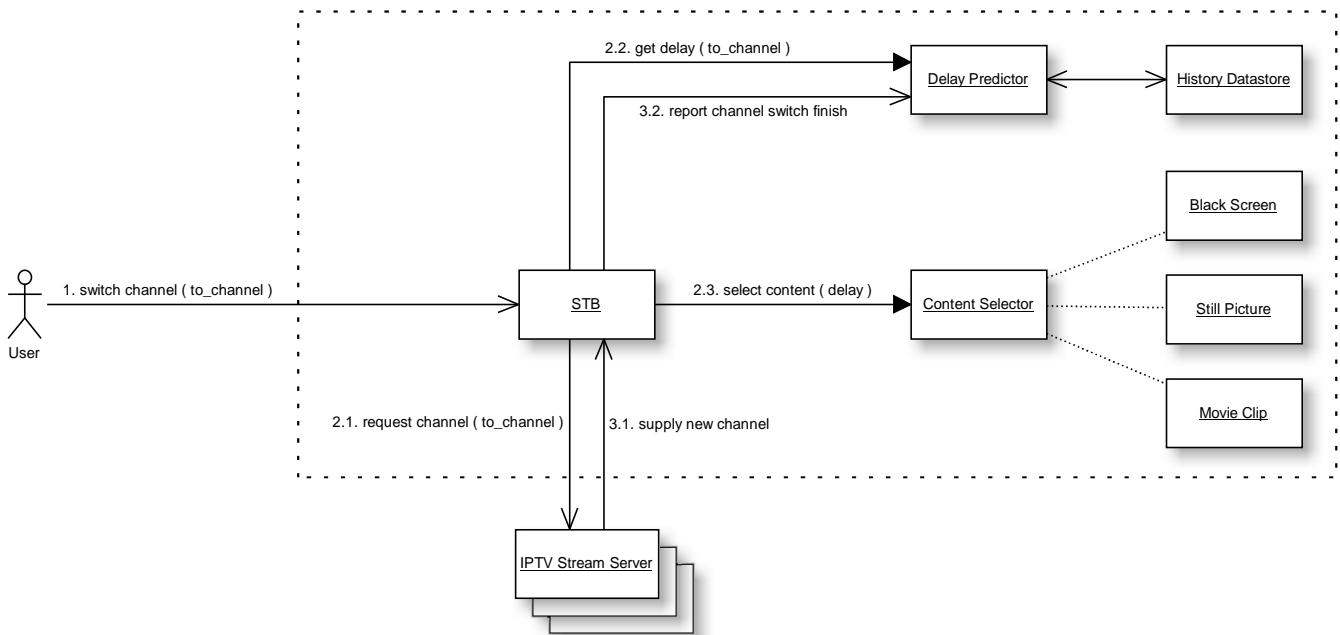 2.2. get delay ( to_channel )
Delay Predictor
History Datastore
3.2. report channel switch finish
Black Screen
1. switch channel ( to_channel )
STB
2.3. select content ( delay )
Content Selector
Still Picture
User
2.1. request channel ( to_channel )
3.1. supply new channel
Movie Clip
IPTV Stream Server